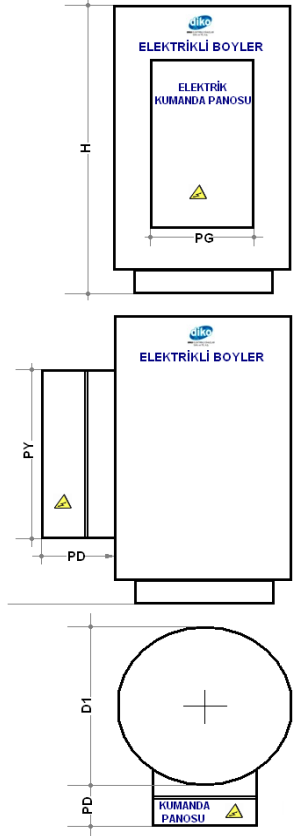 diko
ELEKTRİKLİ BOYLER
ELEKTRİK
KUMANDA PANOSU
H
PG
diko
ELEKTRİKLİ BOYLER
PY
PD
D1
PD
KUMANDA
PANOSU